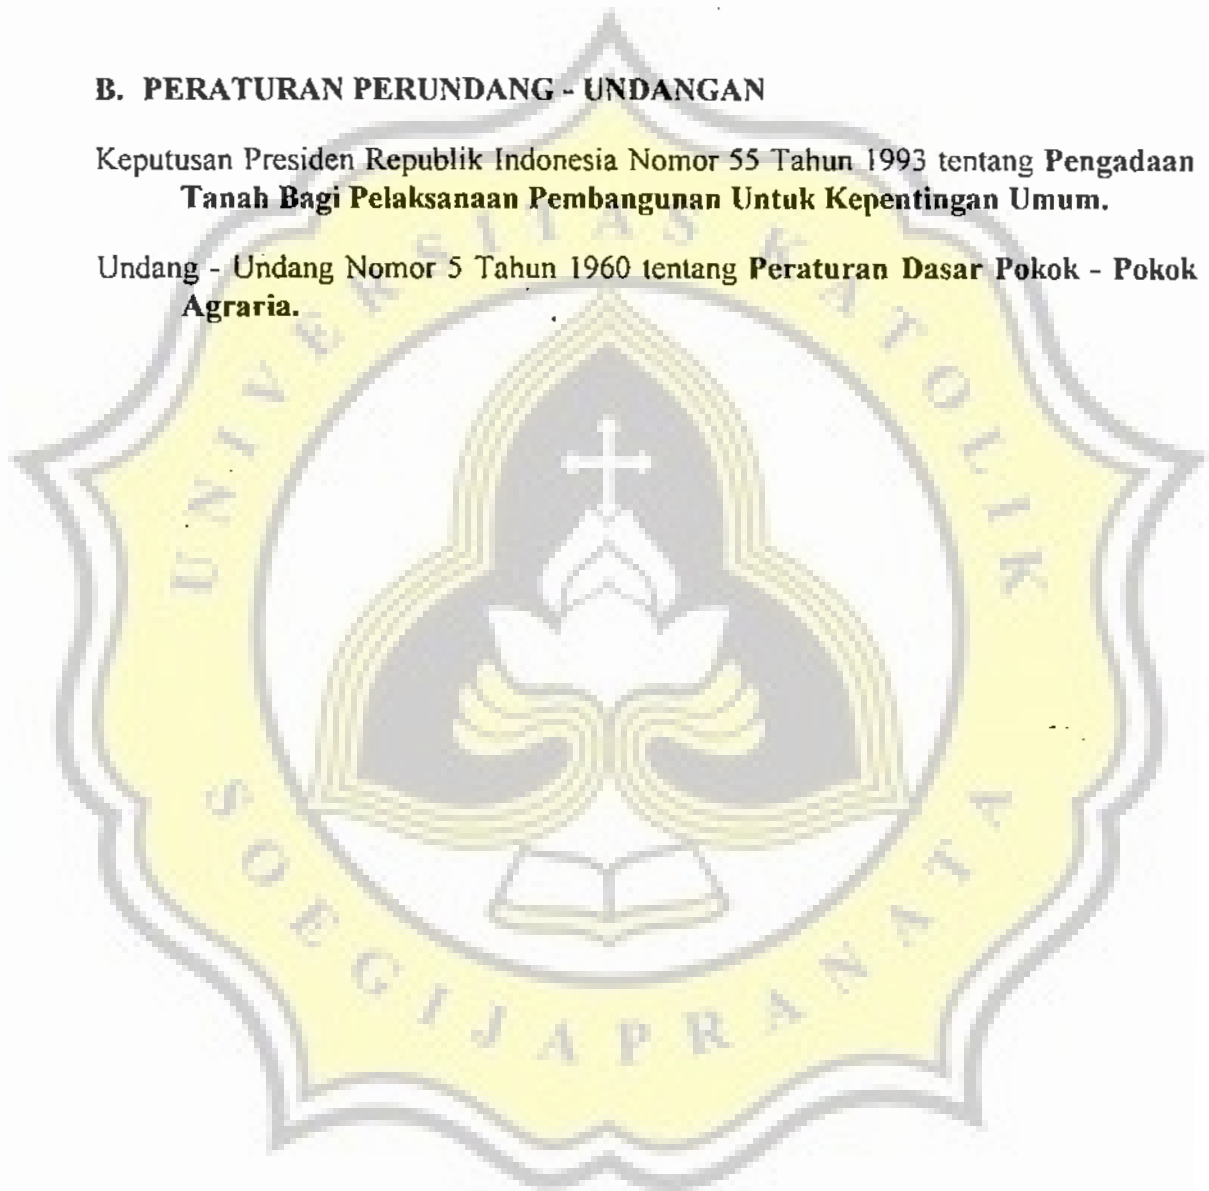 B. PERATURAN PERUNDANG - UNDANGAN
Keputusan Presiden Republik Indonesia Nomor 55 Tahun 1993 tentang Pengadaan
Tanah Bagi Pelaksanaan Pembangunan Untuk Kepentingan Umum.
Undang - Undang Nomor 5 Tahun 1960 tentang Peraturan Dasar Pokok - Pokok
Agraria.
UNIVERSITAS KATOLIK
SOEGIJAPRANATA